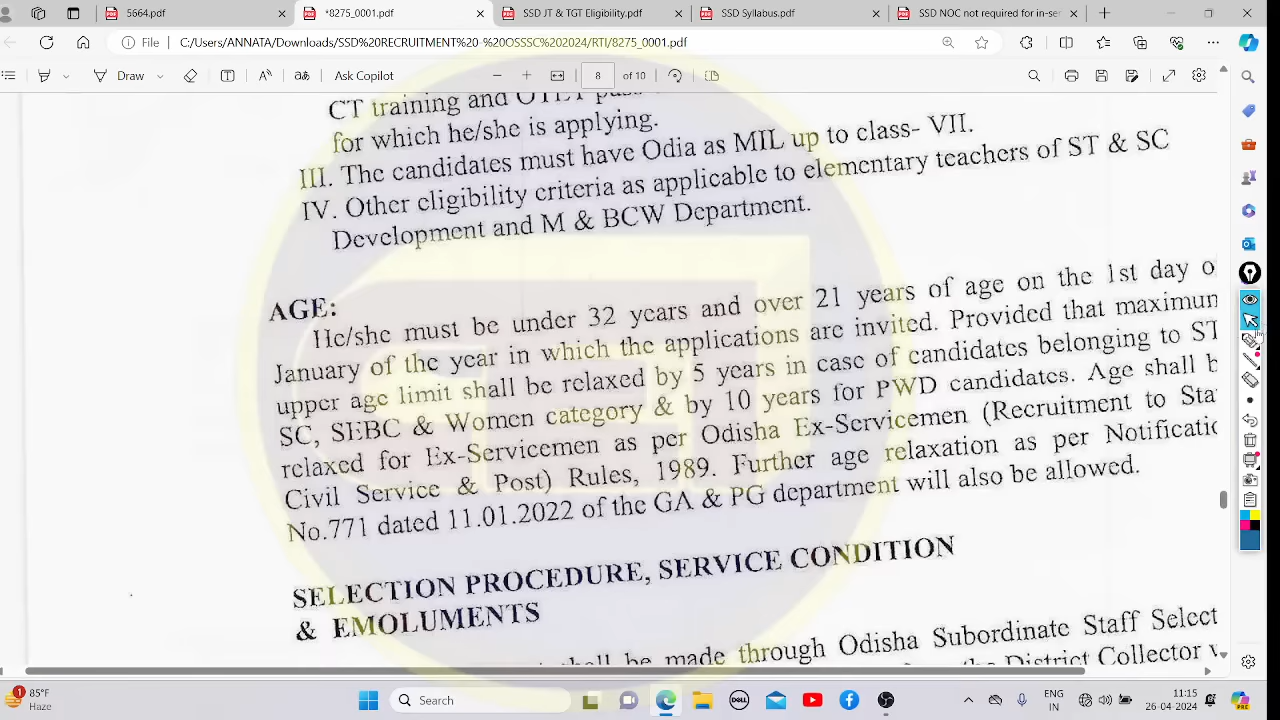 5664.pdf
*8275_0001.pdf
SSD JT & TGT Eligibility.pdf
SSD Syllabus.pdf
SSD NOC not required for in-ser
File C:/Users/ANNATA/Downloads/SSD%20RECRUITMENT%20-%20OSSSC%202024/RTI/8275_0001.pdf
Draw
Ask Copilot
8 of 10
CT training and OTET
for which he/she is applying.
III. The candidates must have Odia as MIL up to class- VII.
IV. Other eligibility criteria as applicable to elementary teachers of ST & SC
Development and M & BCW Department.
AGE:
He/she must be under 32 years and over 21 years of age on the 1st day o
January of the year in which the applications are invited. Provided that maximun
upper age limit shall be relaxed by 5 years in case of candidates belonging to ST
SC, SEBC & Women category & by 10 years for PWD candidates. Age shall b
relaxed for Ex-Servicemen as per Odisha Ex-Servicemen (Recruitment to Sta
Civil Service & Post) Rules, 1989. Further age relaxation as per Notificatic
No.771 dated 11.01.2022 of the GA & PG department will also be allowed.
SELECTION PROCEDURE, SERVICE CONDITION
& EMOLUMENTS
shall be made through Odisha Subordinate Staff Select
the District Collector
1
85°F
Haze
Search
ENG
IN
11:15
26-04-2024